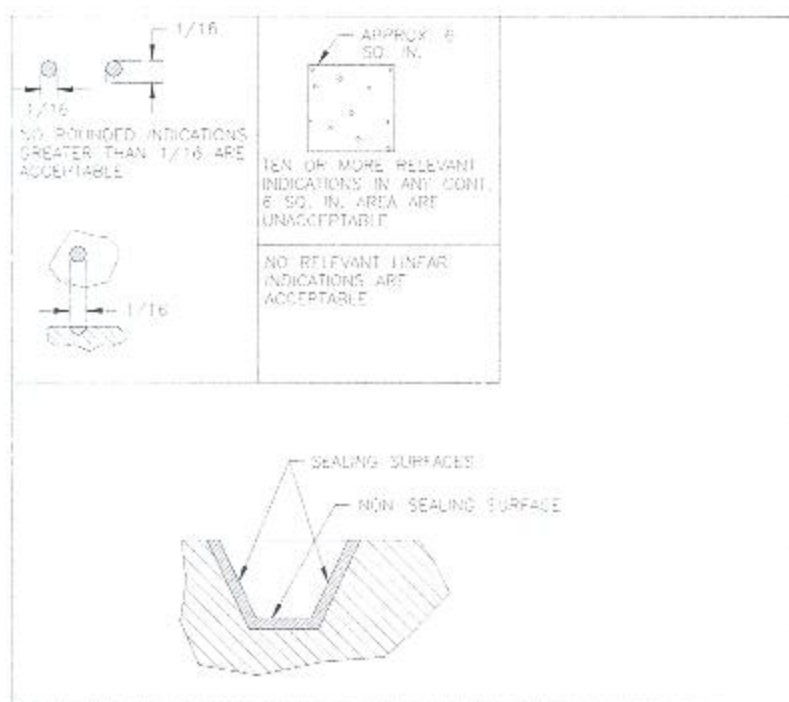 1/16
1/16
NO ROUNDED INDICATIONS
GREATER THAN 1/16 ARE
ACCEPTABLE
1/16
APPROX 6
SQ. IN.
TEN OR MORE RELEVANT
INDICATIONS IN ANY CONT.
6 SQ. IN. AREA ARE
UNACCEPTABLE
NO RELEVANT LINEAR
INDICATIONS ARE
ACCEPTABLE
SEALING SURFACES
NON SEALING SURFACE